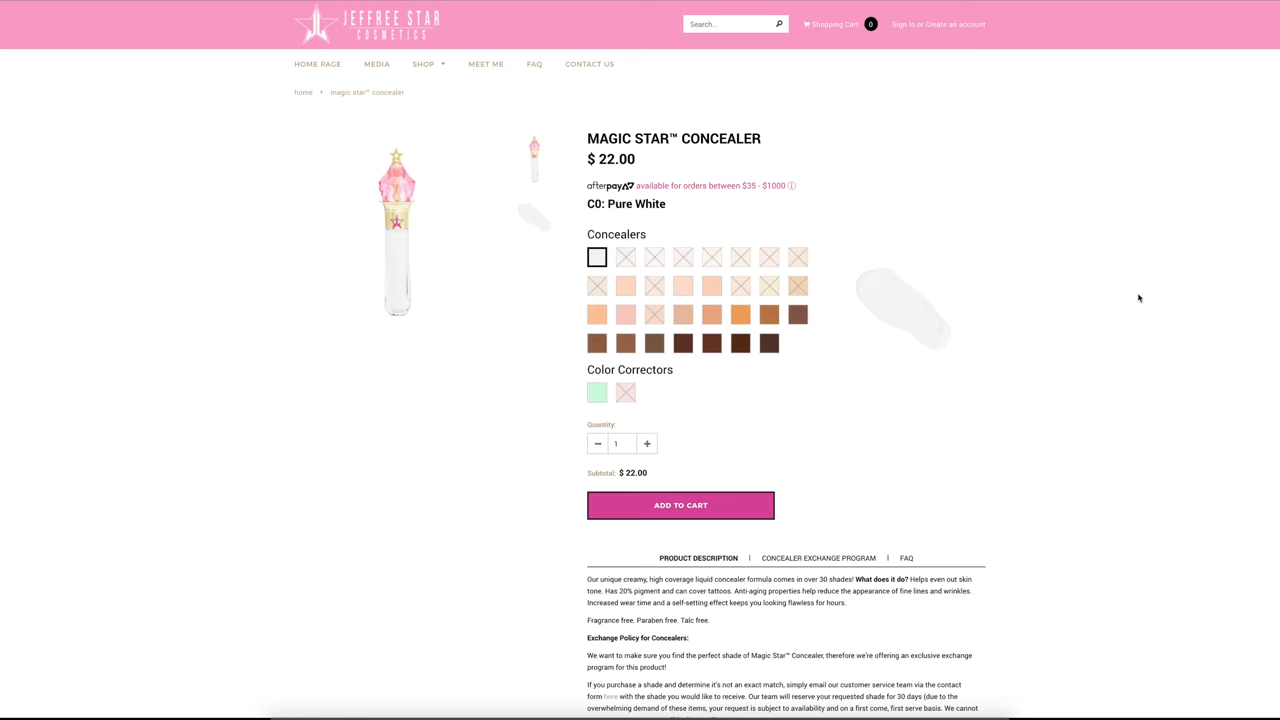 JEFFREE STAR
COSMETICS
Search...
Shopping Cart 0
Sign In or Create an account
HOME PAGE MEDIA SHOP MEET ME FAQ CONTACT US
home › magic star™ concealer
MAGIC STAR™ CONCEALER
$ 22.00
afterpay available for orders between $35 - $1000 ⓘ
C0: Pure White
Concealers
Color Correctors
Quantity:
− 1 +
Subtotal: $ 22.00
ADD TO CART
PRODUCT DESCRIPTION | CONCEALER EXCHANGE PROGRAM | FAQ
Our unique creamy, high coverage liquid concealer formula comes in over 30 shades! What does it do? Helps even out skin
tone. Has 20% pigment and can cover tattoos. Anti-aging properties help reduce the appearance of fine lines and wrinkles.
Increased wear time and a self-setting effect keeps you looking flawless for hours.
Fragrance free. Paraben free. Talc free.
Exchange Policy for Concealers:
We want to make sure you find the perfect shade of Magic Star™ Concealer, therefore we're offering an exclusive exchange
program for this product!
If you purchase a shade and determine it's not an exact match, simply email our customer service team via the contact
form here with the shade you would like to receive. Our team will reserve your requested shade for 30 days (due to the
overwhelming demand of these items, your request is subject to availability and on a first come, first serve basis. We cannot